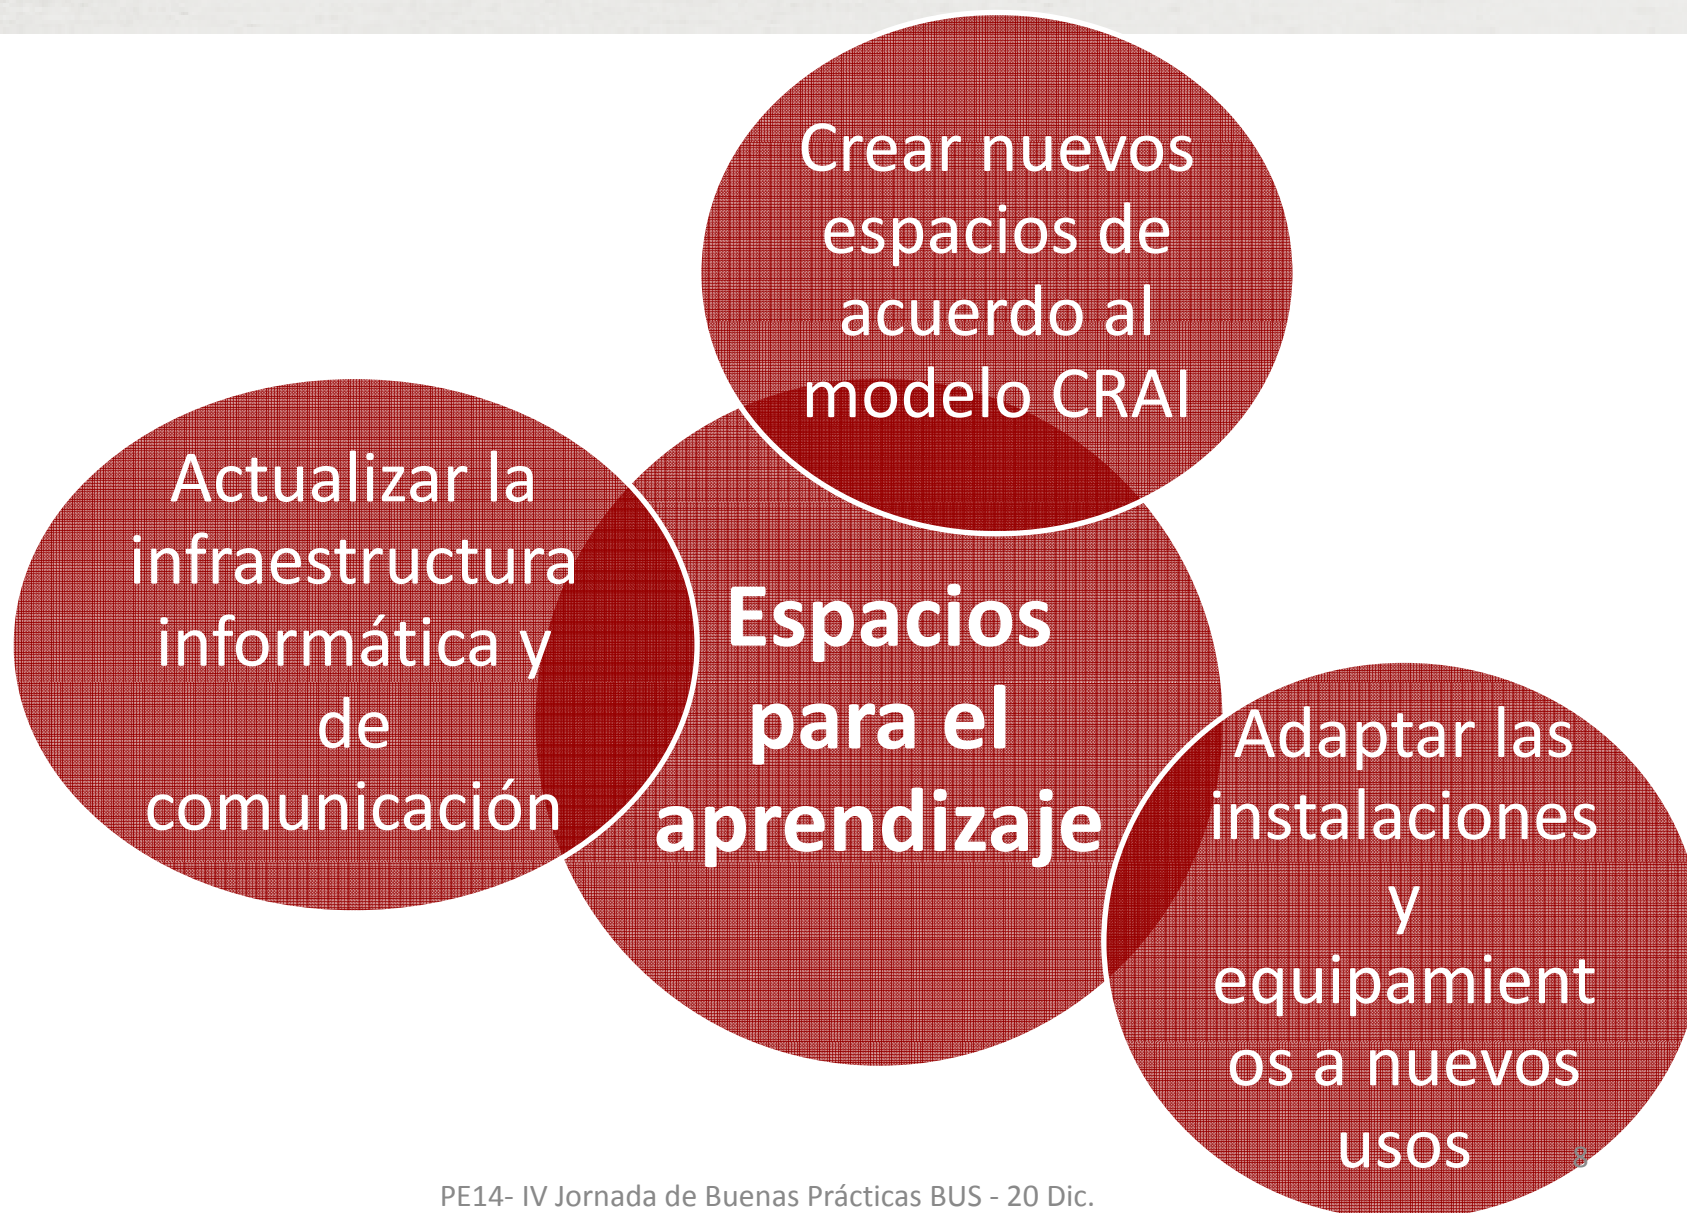 Crear nuevos
espacios de
acuerdo al
modelo CRAI
Actualizar la
infraestructura
informática y
de
comunicación
Espacios
para el
aprendizaje
Adaptar las
instalaciones
y
equipamient
os a nuevos
usos
8
PE14- IV Jornada de Buenas Prácticas BUS - 20 Dic.